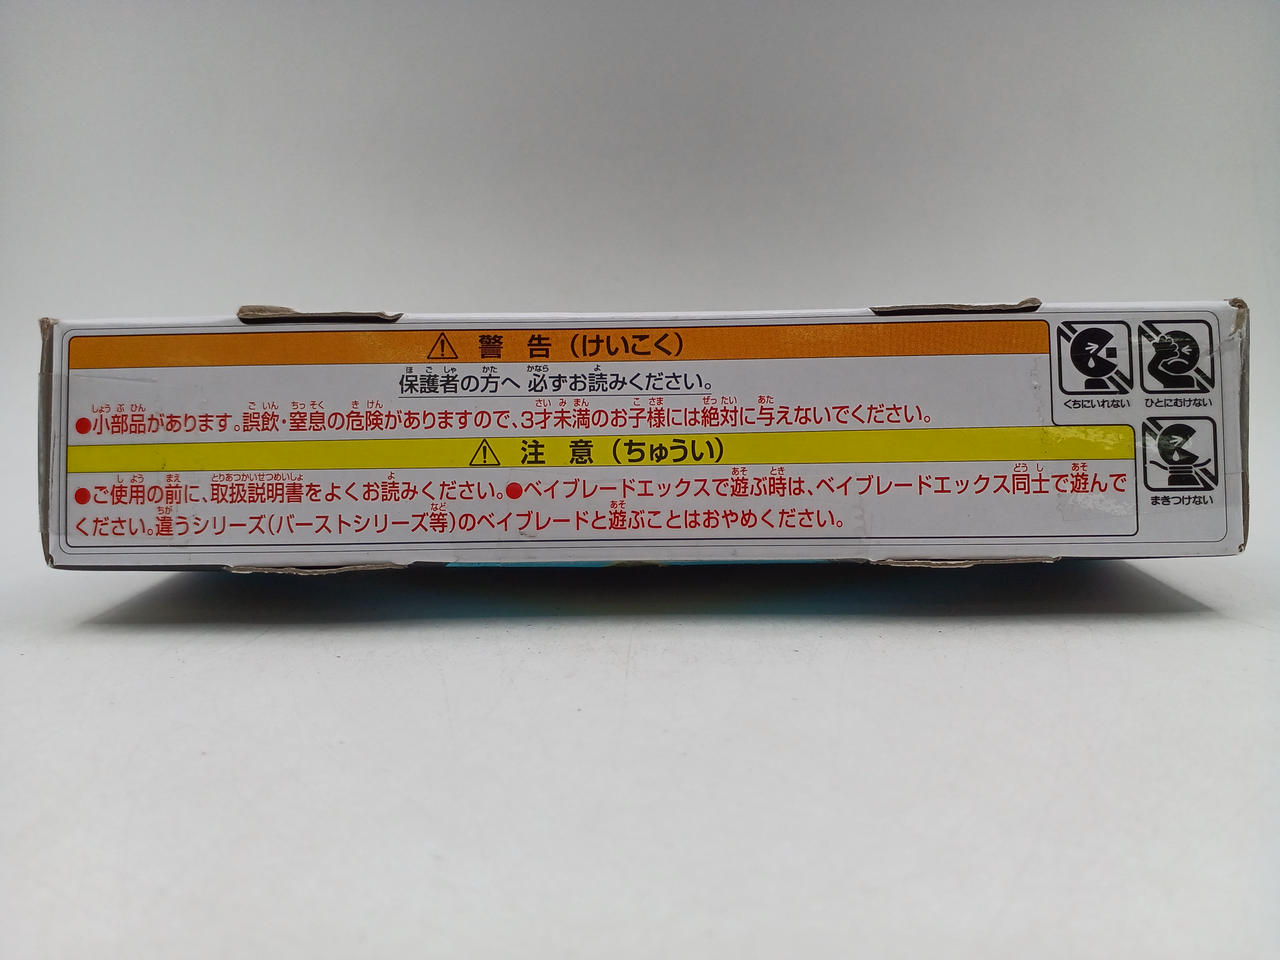 ⚠ 警告(けいこく)
保護者の方へ 必ずお読みください。
●小部品があります。誤飲・窒息の危険がありますので、3才未満のお子様には絶対に与えないでください。
⚠ 注意(ちゅうい)
●ご使用の前に、取扱説明書をよくお読みください。●ベイブレードエックスで遊ぶ時は、ベイブレードエックス同士で遊んで
ください。違うシリーズ(バーストシリーズ等)のベイブレードと遊ぶことはおやめください。
くちにいれない
ひとにむけない
まきつけない